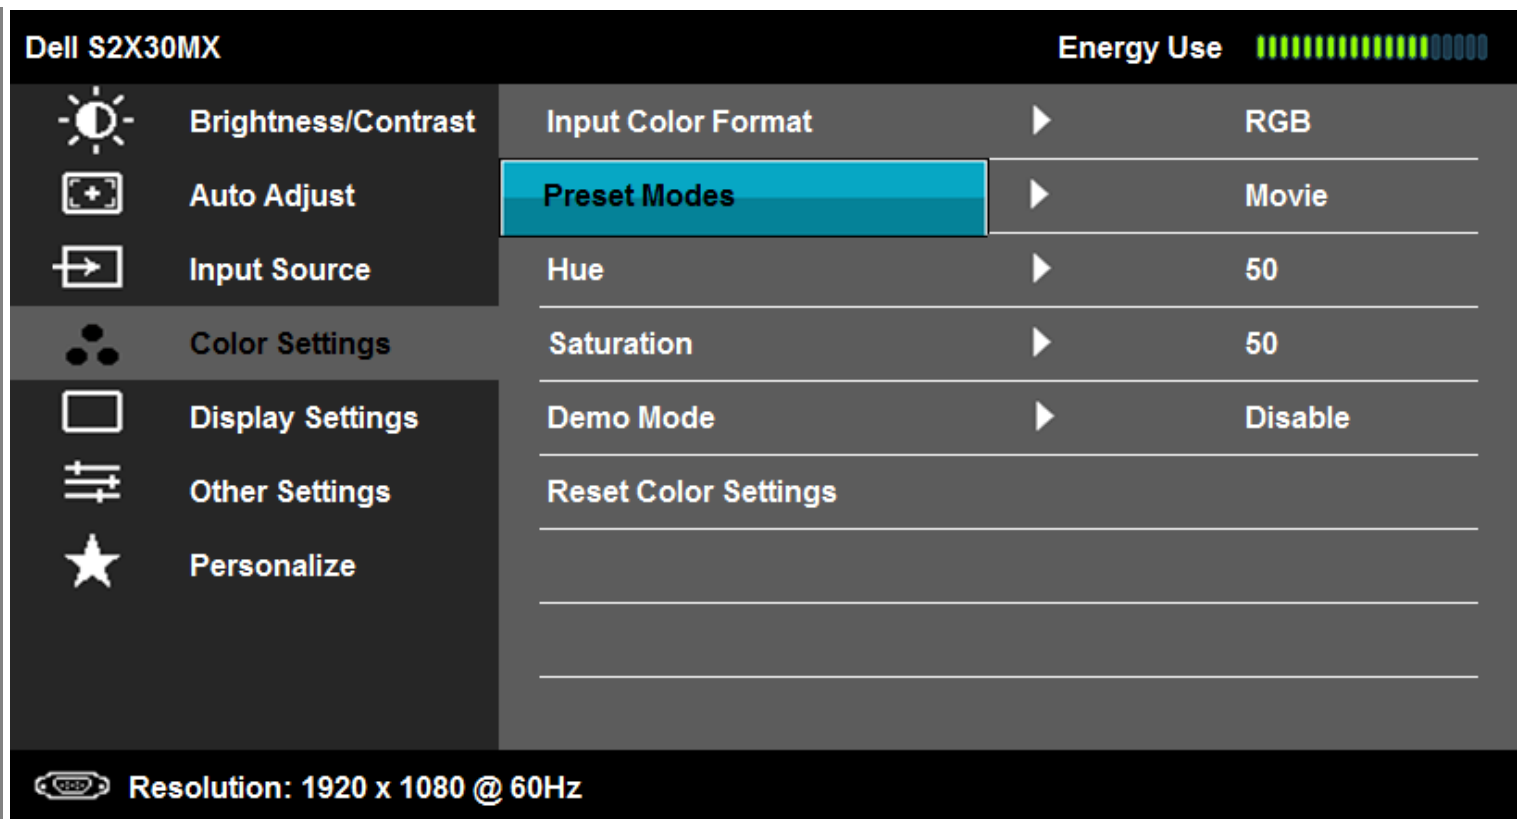 Dell S2X30MX Energy Use
Brightness/Contrast Input Color Format RGB
Auto Adjust Preset Modes Movie
Input Source Hue 50
Color Settings Saturation 50
Display Settings Demo Mode Disable
Other Settings Reset Color Settings
Personalize
Resolution: 1920 x 1080 @ 60Hz